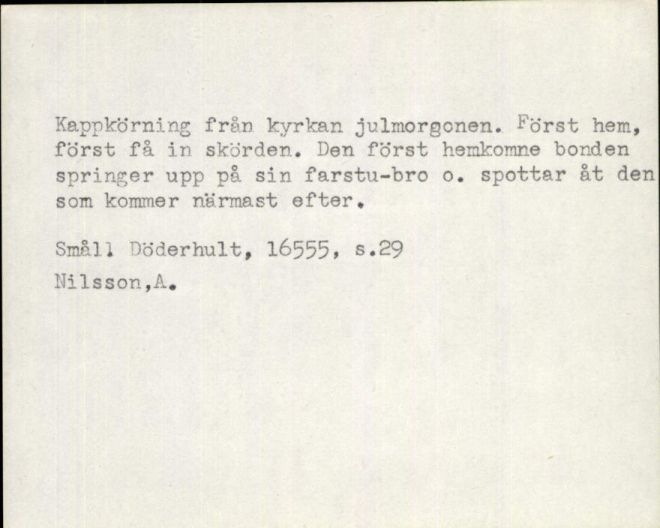 Kappkörning från kyrkan julmorgonen. Först hem,
först få in skörden. Den först hemkomne bonden
springer upp på sin farstu-bro o. spottar åt den
som kommer närmast efter.
Småll Döderhult, 16555, s.29
Nilsson,A.